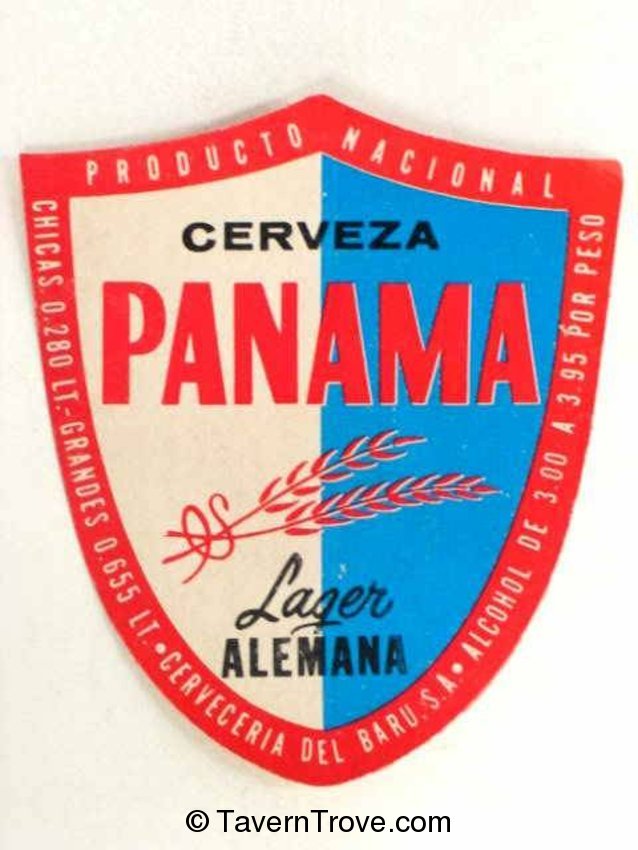 PRODUCTO NACIONAL
CERVEZA
PANAMA
Lager
ALEMANA
CHICAS 0.280 LT.-GRANDES 0.655 LT.•CERVECERIA DEL BARU, S.A.•ALCOHOL DE 3.00 A 3.95 POR PESO
© TavernTrove.com